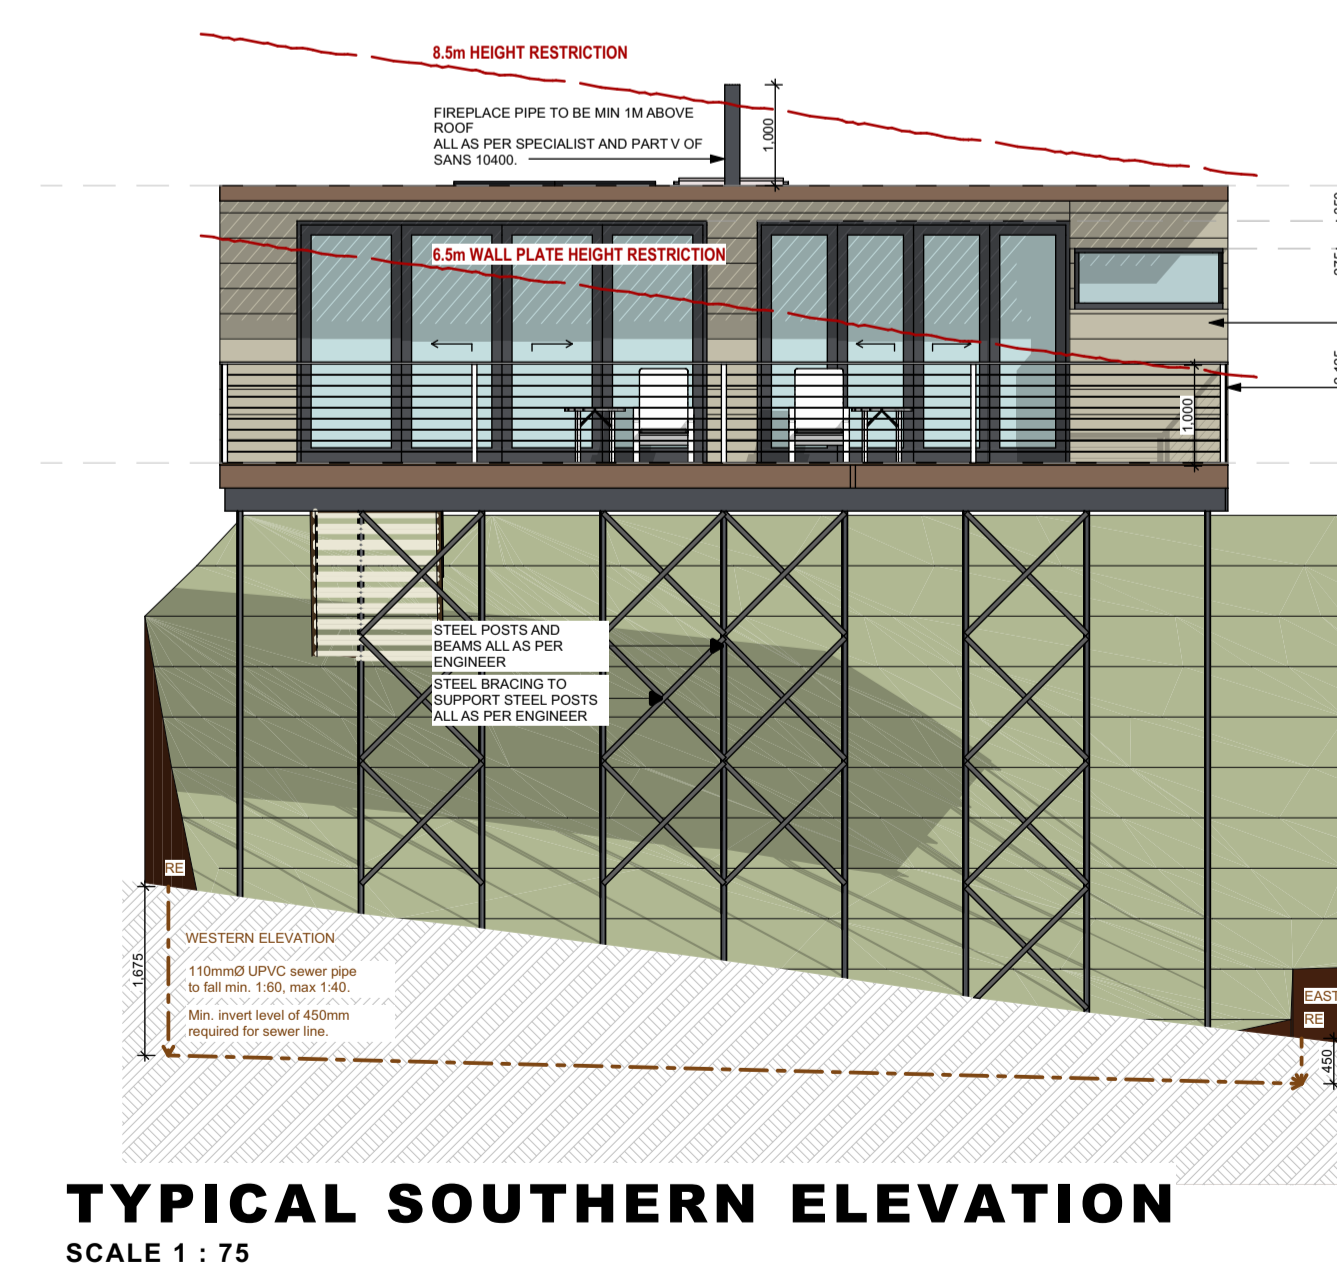 8.5m HEIGHT RESTRICTION
FIREPLACE PIPE TO BE MIN 1M ABOVE
ROOF
ALL AS PER SPECIALIST AND PART V OF
SANS 10400.
1,000
6.5m WALL PLATE HEIGHT RESTRICTION
1,000
STEEL POSTS AND
BEAMS ALL AS PER
ENGINEER
STEEL BRACING TO
SUPPORT STEEL POSTS
ALL AS PER ENGINEER
RE
WESTERN ELEVATION
1,675
110mmØ UPVC sewer pipe
to fall min. 1:60, max 1:40.
Min. invert level of 450mm
required for sewer line.
EAST
RE
450
TYPICAL SOUTHERN ELEVATION
SCALE 1 : 75